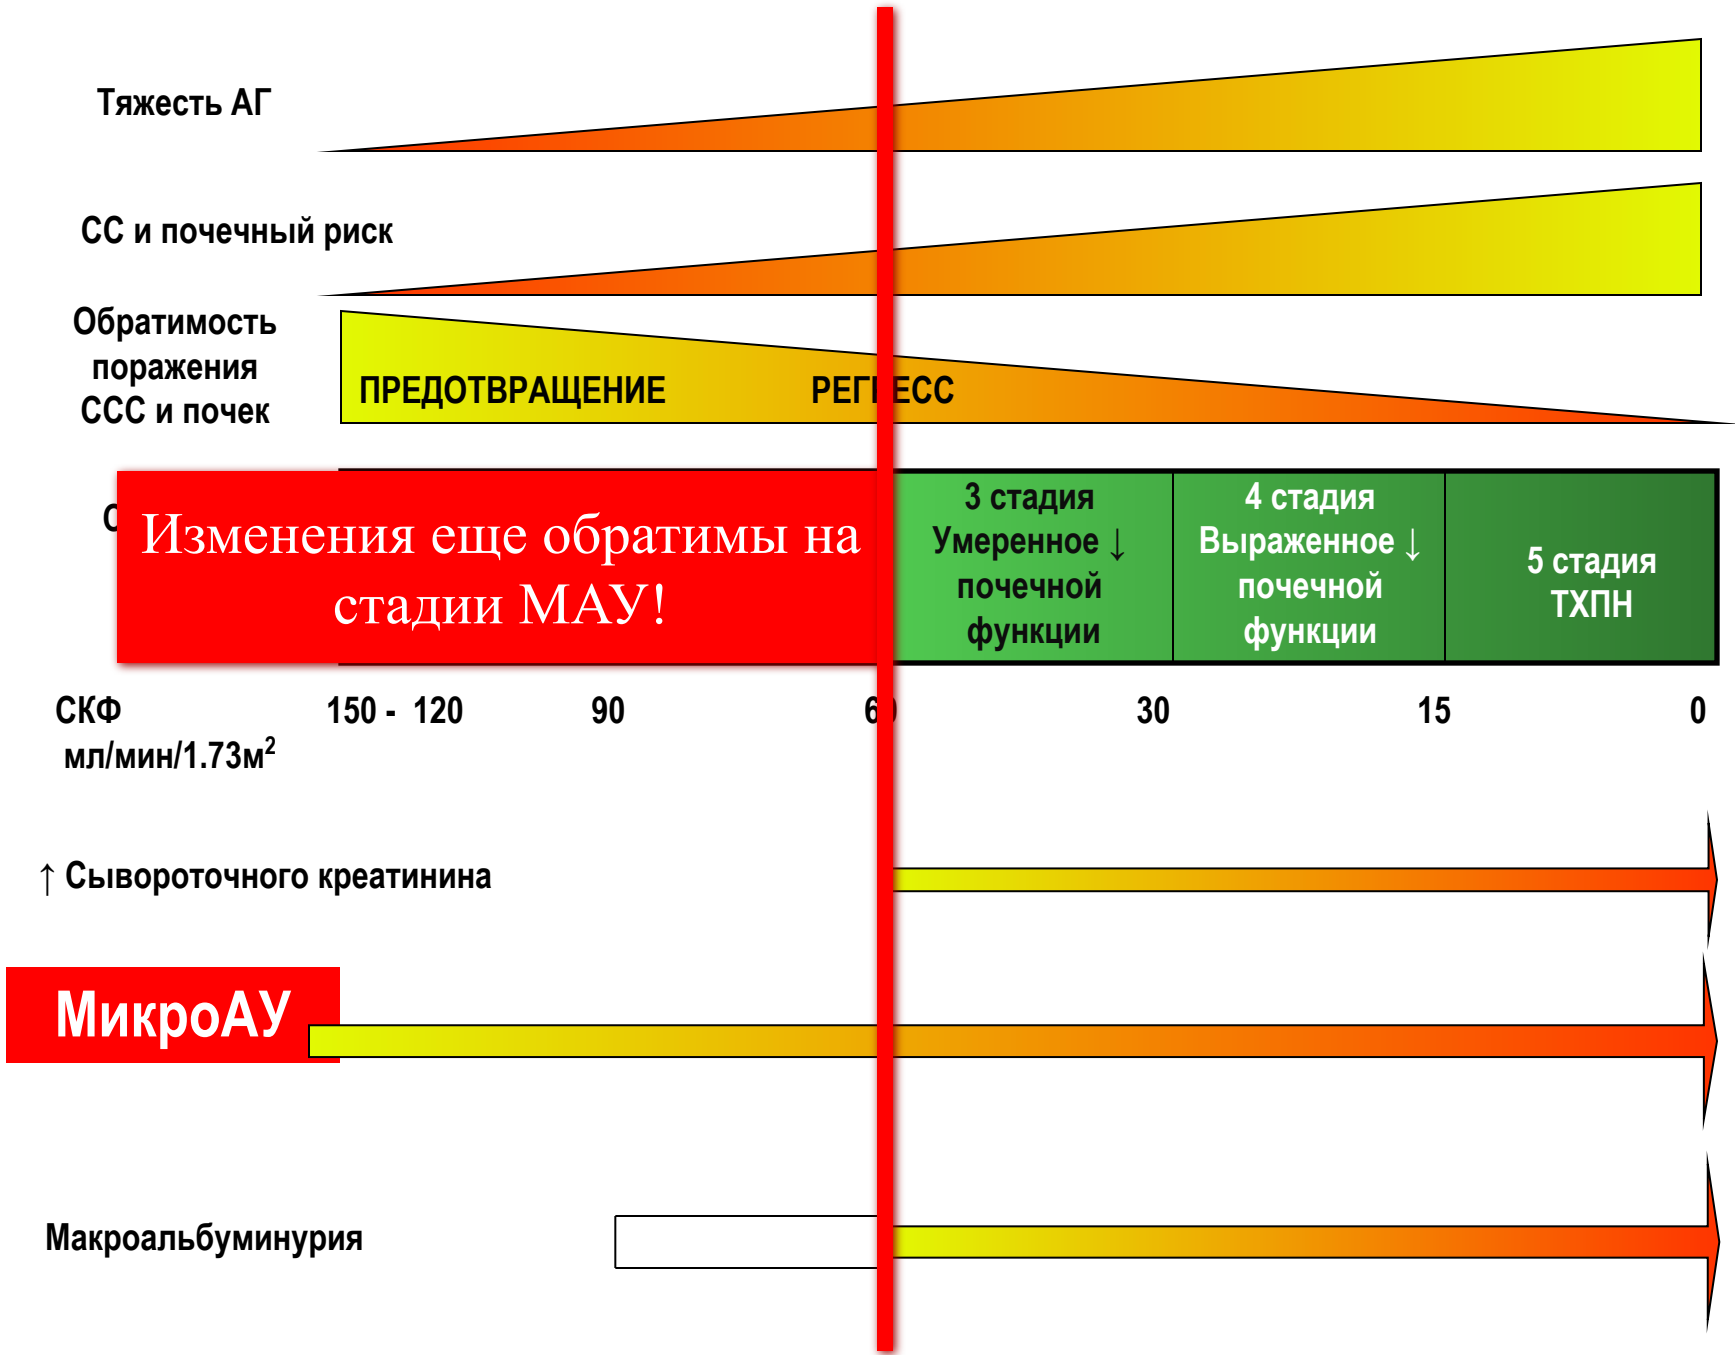 Тяжесть АГ
СС и почечный риск
Обратимость
поражения
ССС и почек
ПРЕДОТВРАЩЕНИЕ
РЕГРЕСС
Изменения еще обратимы на
стадии МАУ!
3 стадия
Умеренное ↓
почечной
функции
4 стадия
Выраженное ↓
почечной
функции
5 стадия
ТХПН
СКФ
мл/мин/1.73м²
150 - 120 90 60 30 15 0
↑ Сывороточного креатинина
МикроАУ
Макроальбуминурия